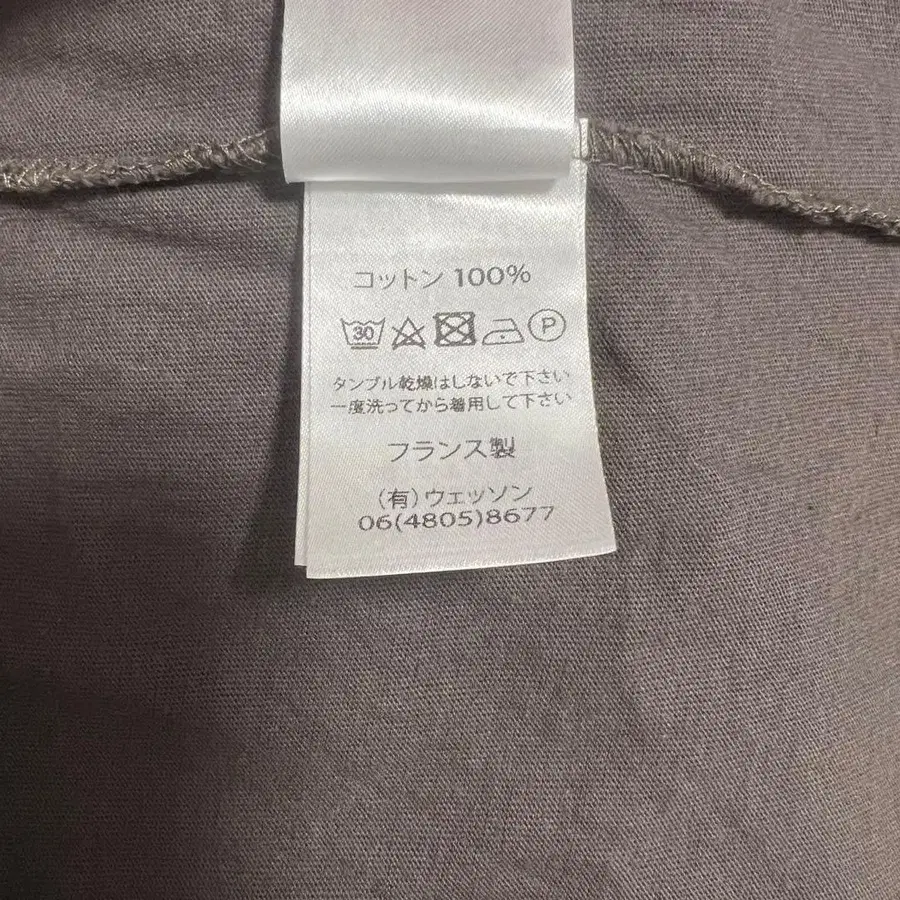 コットン 100%
30 P
タンブル乾燥はしないで下さい
一度洗ってから着用して下さい
フランス製
(有)ウェッソン
06(4805)8677